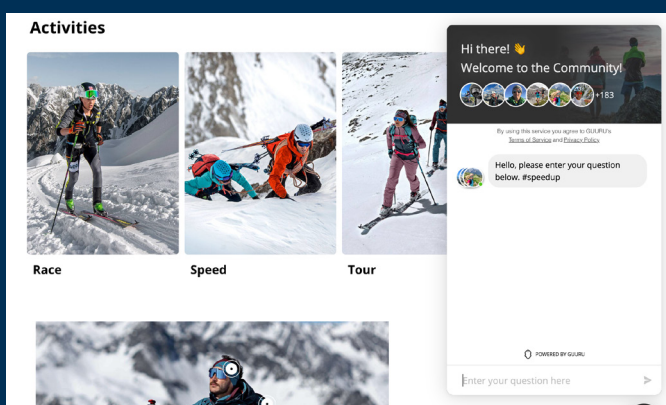 Activities
Race
Speed
Tour
Hi there! 👋
Welcome to the Community!
+183
By using this service you agree to GUURU's
Terms of Service and Privacy Policy
Hello, please enter your question
below. #speedup
POWERED BY GUURU
Enter your question here